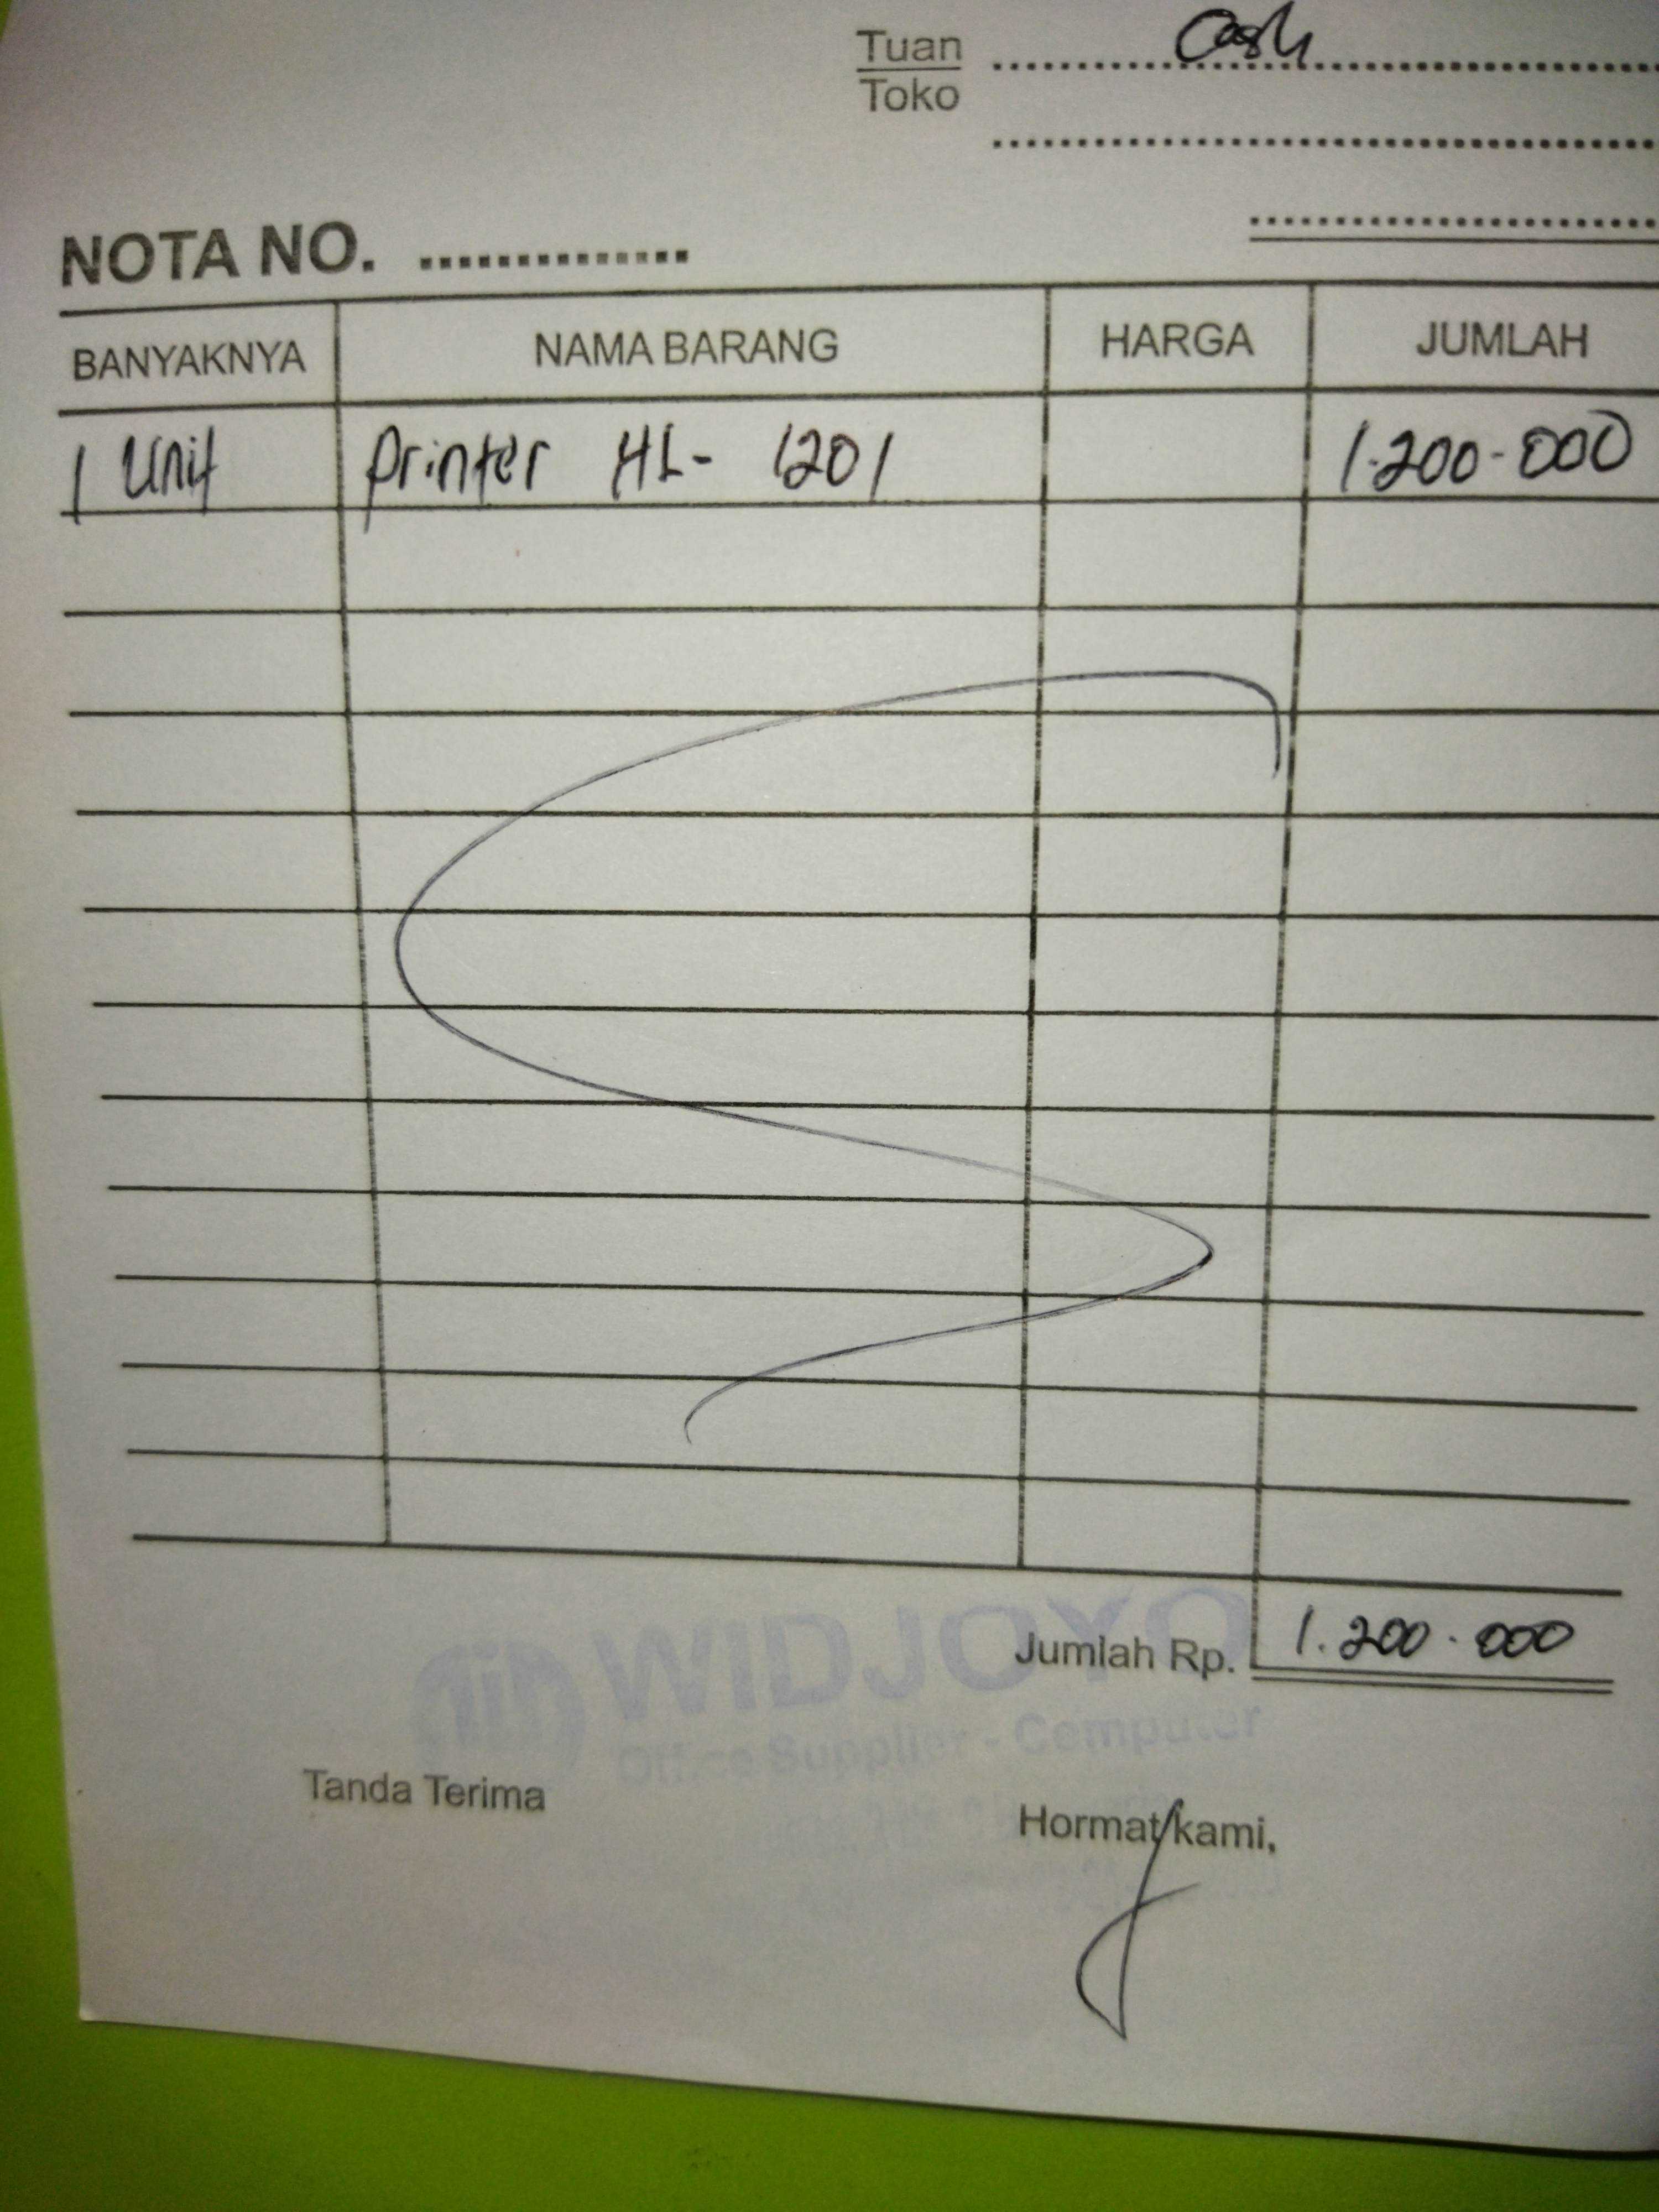 Tuan Cash
Toko
NOTA NO. ..............
BANYAKNYA NAMA BARANG HARGA JUMLAH
1 Unit Printer HL- 1201 1.200-000
Jumlah Rp. 1.200.000
WIDJOYO
Office Supplier - Computer
Tanda Terima
Hormat kami,